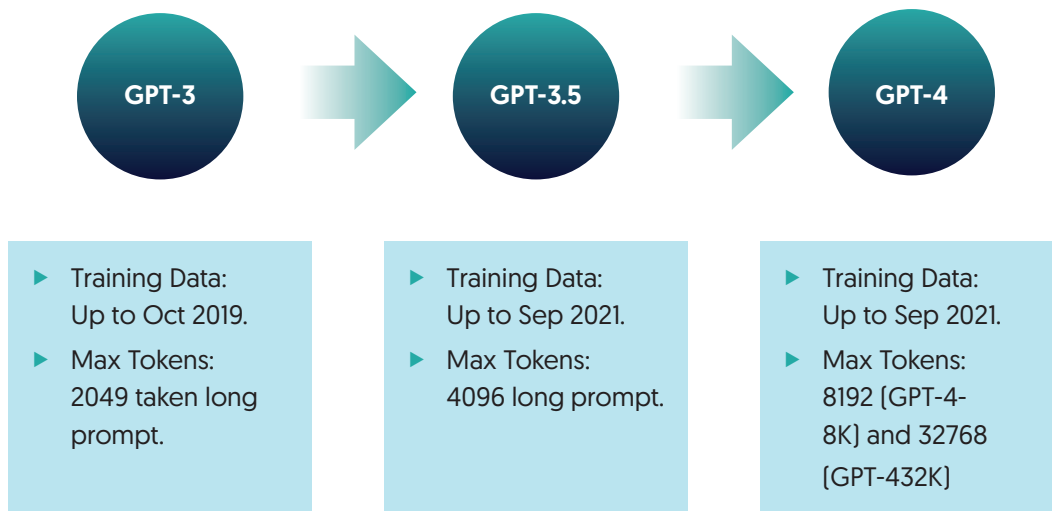 GPT-3
GPT-3.5
GPT-4
Training Data:
Up to Oct 2019.
Max Tokens:
2049 taken long
prompt.
Training Data:
Up to Sep 2021.
Max Tokens:
4096 long prompt.
Training Data:
Up to Sep 2021.
Max Tokens:
8192 (GPT-4-
8K) and 32768
(GPT-432K)